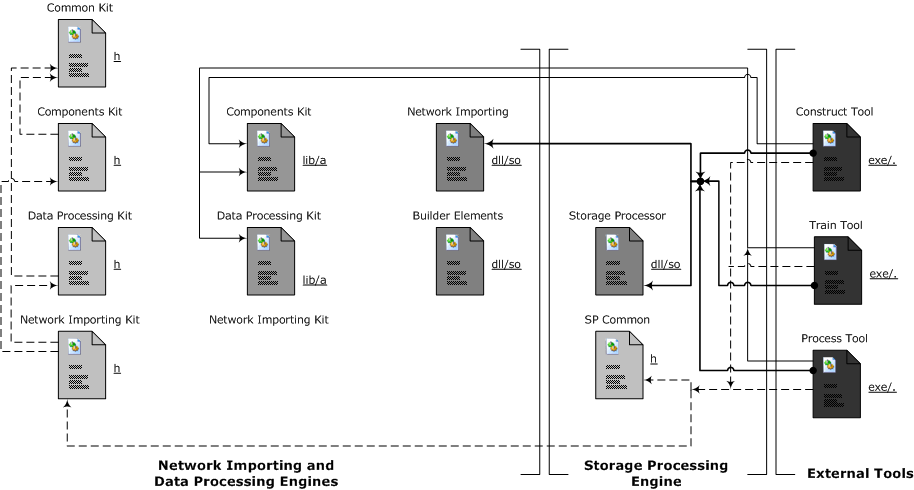 Common Kit
h
Components Kit
h
Components Kit
lib/a
Network Importing
dll/so
Construct Tool
exe/.
Data Processing Kit
h
Data Processing Kit
lib/a
Builder Elements
dll/so
Storage Processor
dll/so
Train Tool
exe/.
Network Importing Kit
h
Network Importing Kit
SP Common
h
Process Tool
exe/.
Network Importing and
Data Processing Engines
Storage Processing
Engine
External Tools